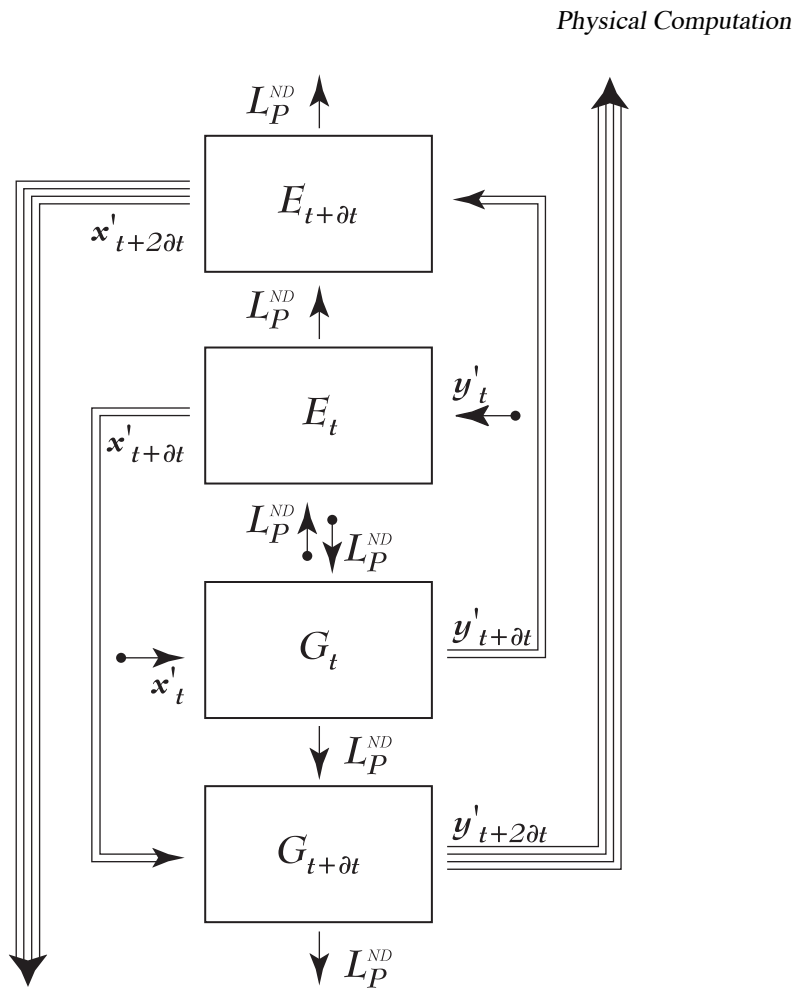 Physical Computation
L_P^ND
E_{t+∂t}
x'_{t+2∂t}
L_P^ND
E_t
y'_t
x'_{t+∂t}
L_P^ND
L_P^ND
G_t
y'_{t+∂t}
x'_t
L_P^ND
G_{t+∂t}
y'_{t+2∂t}
L_P^ND